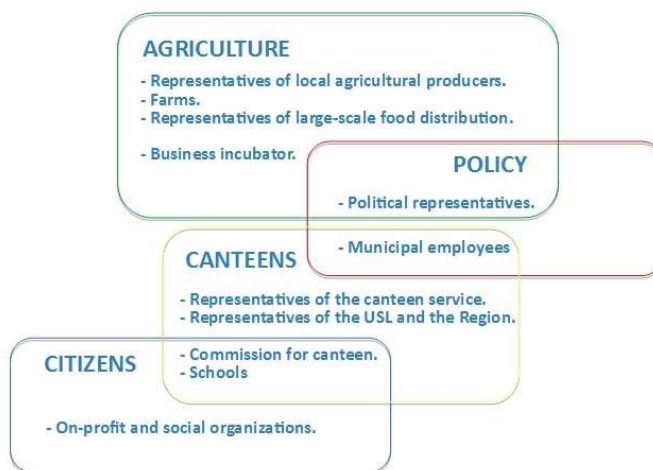 AGRICULTURE
- Representatives of local agricultural producers.
- Farms.
- Representatives of large-scale food distribution.
- Business incubator.
POLICY
- Political representatives.
- Municipal employees
CANTEENS
- Representatives of the canteen service.
- Representatives of the USL and the Region.
- Commission for canteen.
- Schools
CITIZENS
- On-profit and social organizations.